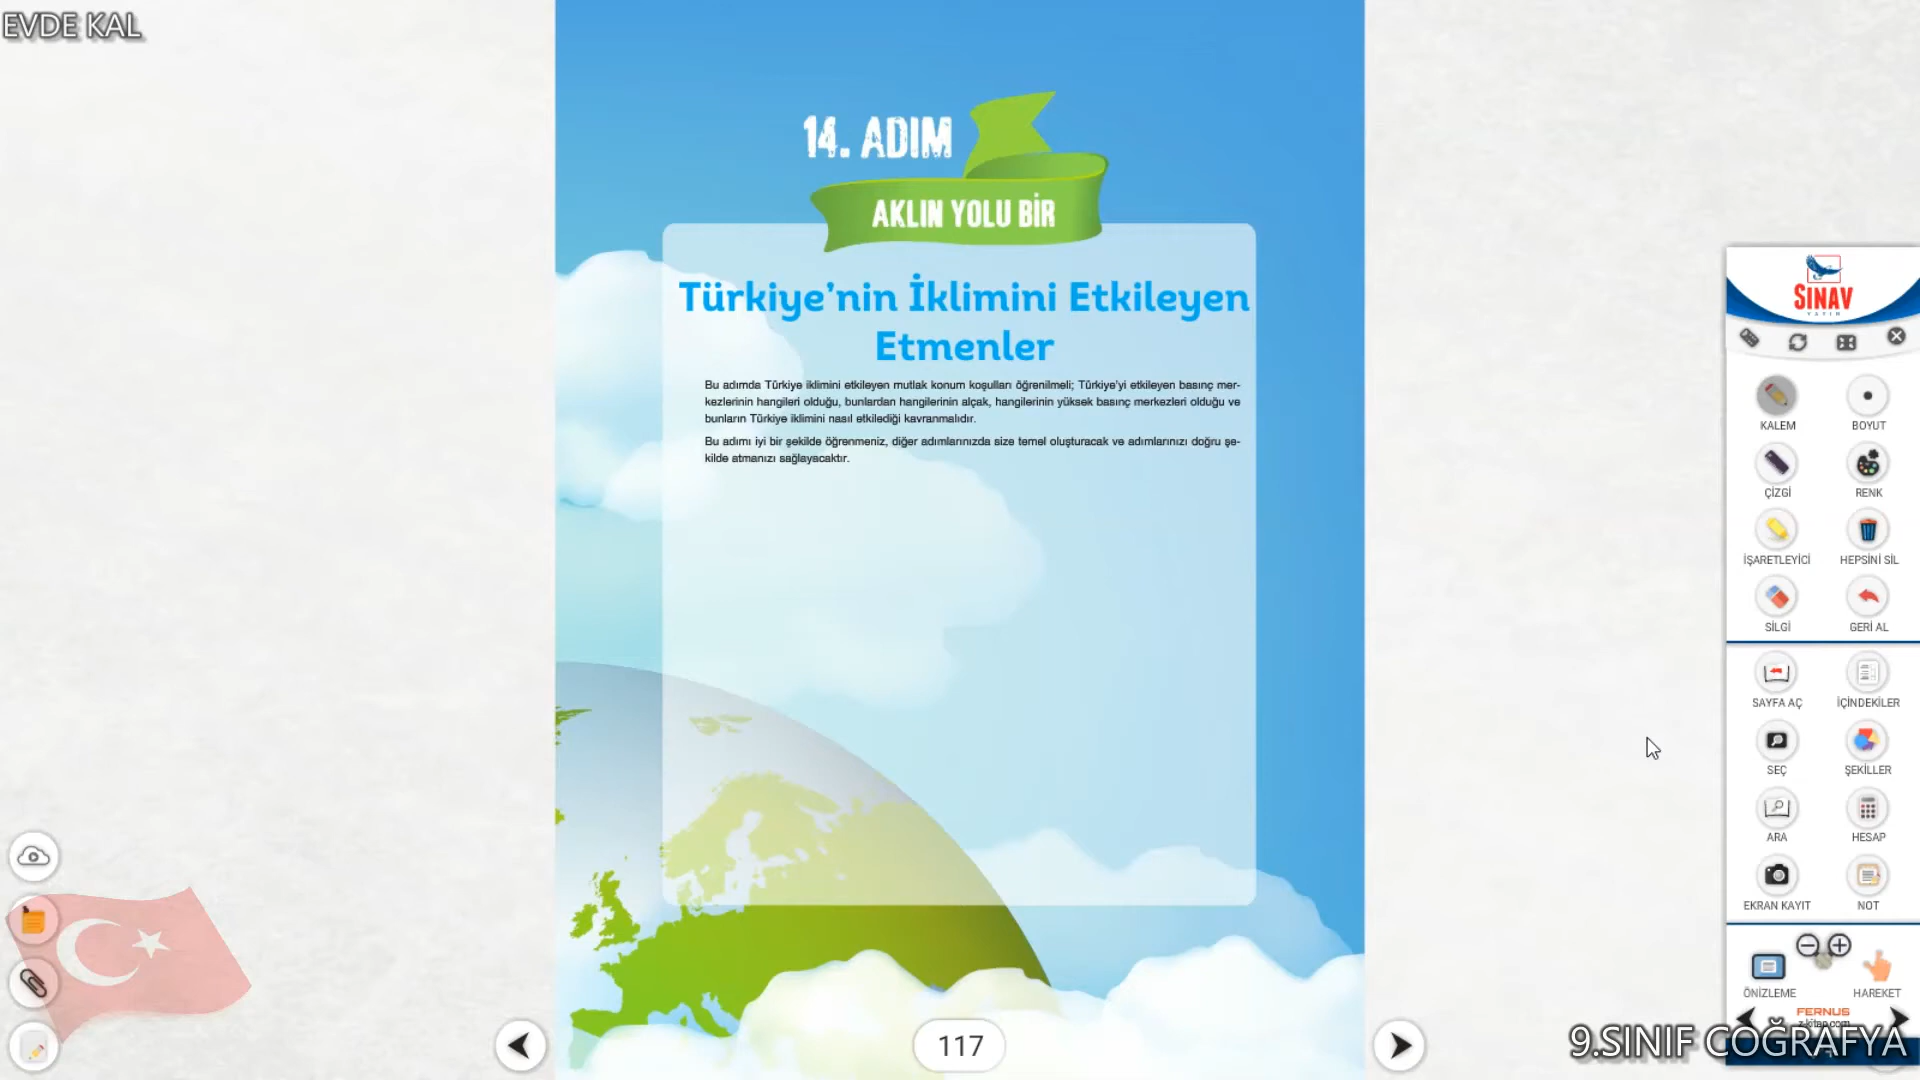 EVDE KAL
14. ADIM
AKLIN YOLU BİR
Türkiye'nin İklimini Etkileyen
Etmenler
Bu adımda Türkiye iklimini etkileyen mutlak konum koşulları öğrenilmeli; Türkiye'yi etkileyen basınç mer-
kezlerinin hangileri olduğu, bunlardan hangilerinin alçak, hangilerinin yüksek basınç merkezleri olduğu ve
bunların Türkiye iklimini nasıl etkilediği kavranmalıdır.
Bu adımı iyi bir şekilde öğrenmeniz, diğer adımlarınızda size temel oluşturacak ve adımlarınızı doğru şe-
kilde atmanızı sağlayacaktır.
117
SINAV
YAYIN
KALEM BOYUT
ÇİZGİ RENK
İŞARETLEYİCİ HEPSİNİ SİL
SİLGİ GERİ AL
SAYFA AÇ İÇİNDEKİLER
SEÇ ŞEKİLLER
ARA HESAP
EKRAN KAYIT NOT
ÖNİZLEME HAREKET
FERNUS
z-kitap.com
9.SINIF COĞRAFYA